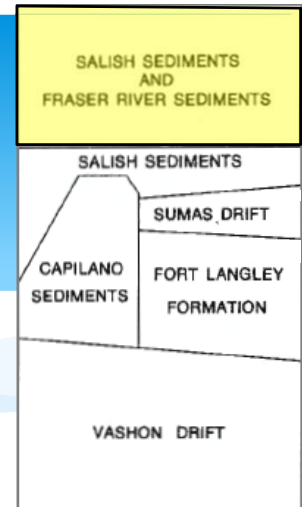 SALISH SEDIMENTS
AND
FRASER RIVER SEDIMENTS
SALISH SEDIMENTS
SUMAS DRIFT
CAPILANO
SEDIMENTS
FORT LANGLEY
FORMATION
VASHON DRIFT